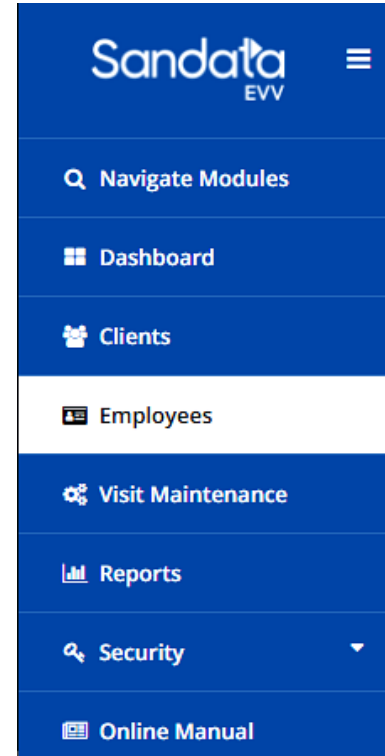 Sandata
EVV
Navigate Modules
Dashboard
Clients
Employees
Visit Maintenance
Reports
Security
Online Manual